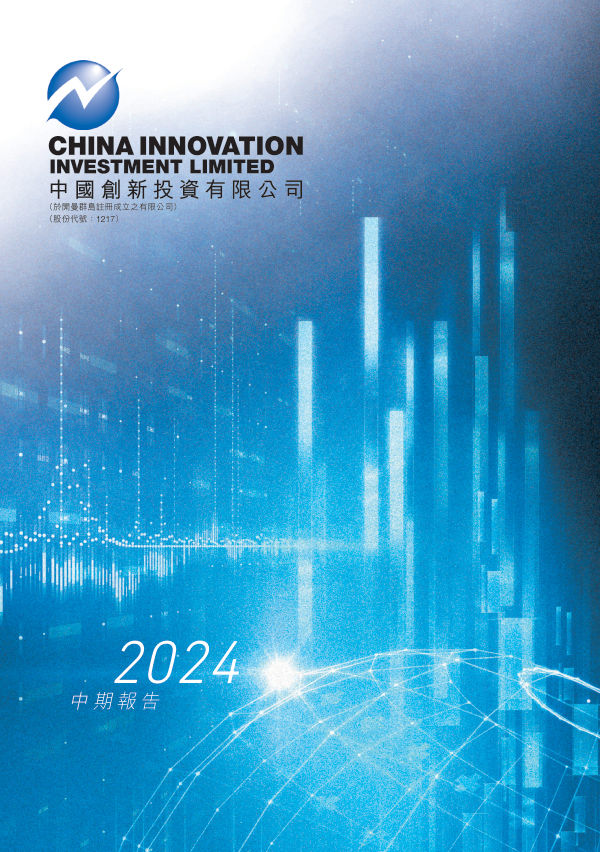 CHINA INNOVATION
INVESTMENT LIMITED
中國創新投資有限公司
(於開曼群島註冊成立之有限公司)
(股份代號：1217)
2024
中期報告